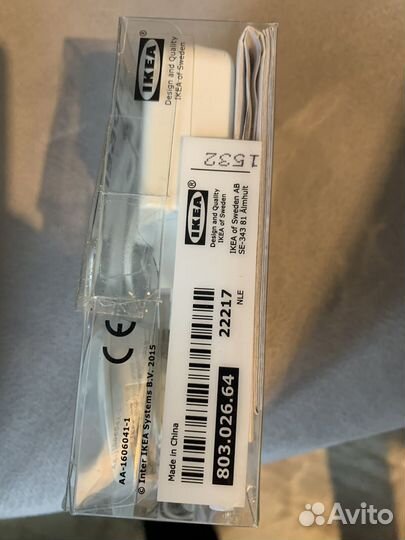 IKEA®
Design and Quality
IKEA of Sweden
1532
IKEA®
Design and Quality
IKEA of Sweden
IKEA of Sweden AB
SE-343 81 Älmhult
22217
NLE
803.026.64
Made in China
CE
© Inter IKEA Systems B.V. 2015
AA-1606041-1
Avito